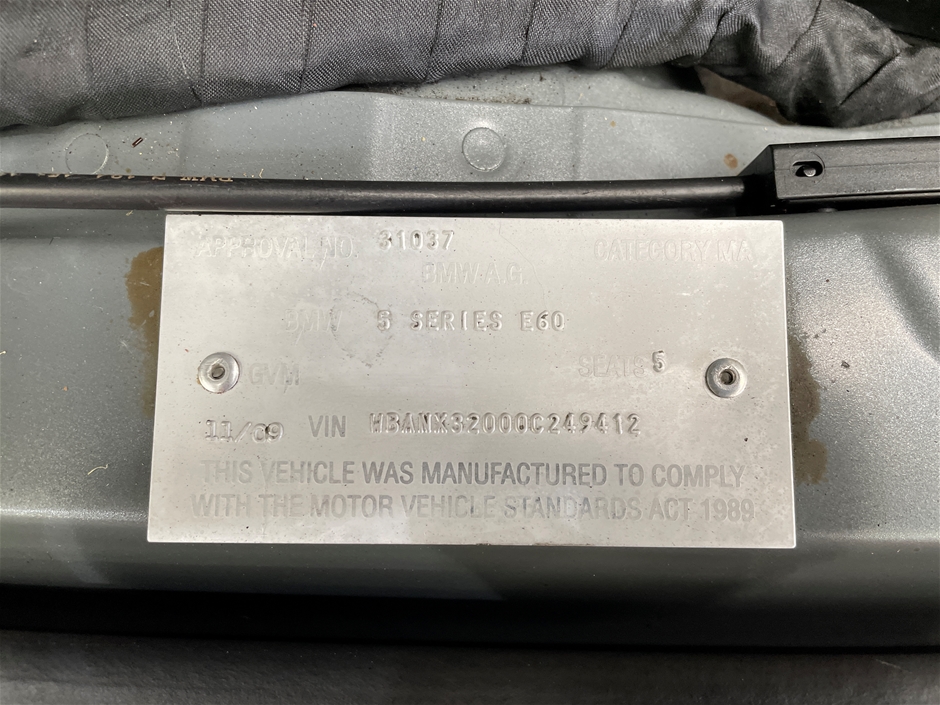 APPROVAL NO. 31037 CATEGORY MA
BMW-A.G.
BMW 5 SERIES E60
GVM SEATS 5
11/09 VIN WBANX32000C249412
THIS VEHICLE WAS MANUFACTURED TO COMPLY
WITH THE MOTOR VEHICLE STANDARDS ACT 1989